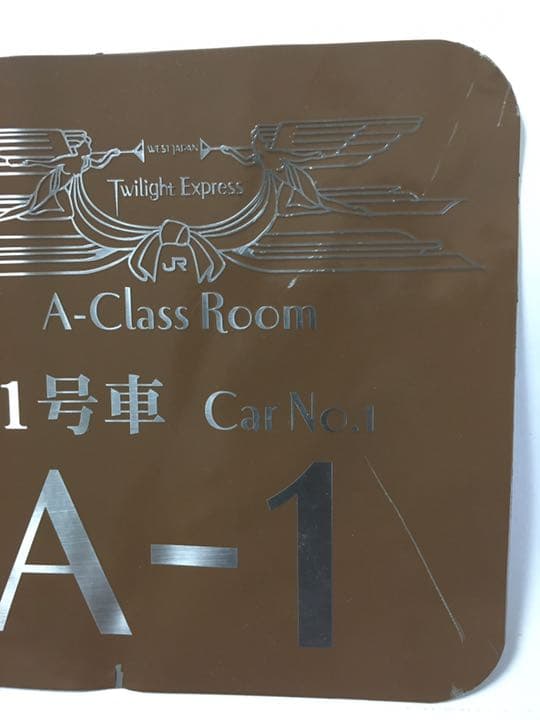 WEST JAPAN
Twilight Express
JR
A-Class Room
1号車 Car No.1
A-1